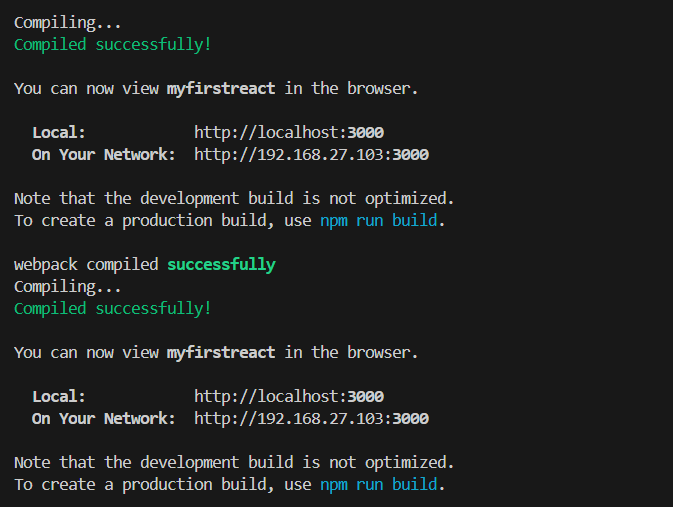 Compiling...
Compiled successfully!
You can now view myfirstreact in the browser.
Local: http://localhost:3000
On Your Network: http://192.168.27.103:3000
Note that the development build is not optimized.
To create a production build, use npm run build.
webpack compiled successfully
Compiling...
Compiled successfully!
You can now view myfirstreact in the browser.
Local: http://localhost:3000
On Your Network: http://192.168.27.103:3000
Note that the development build is not optimized.
To create a production build, use npm run build.